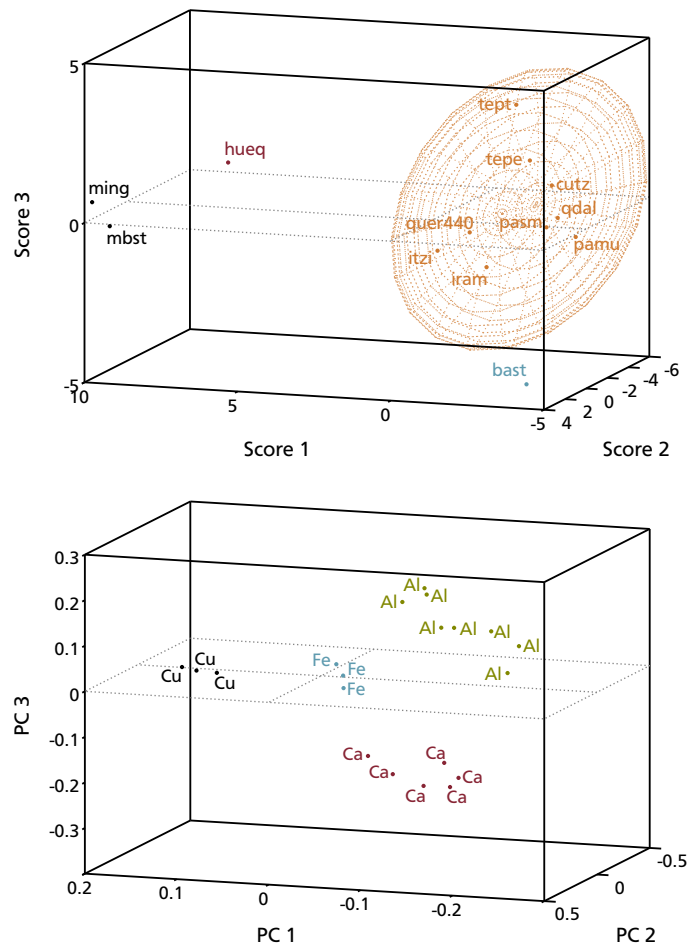 5
tept
hueq
tepe
ming
cutz
qdal
Score 3
0
quer440
pasm
mbst
pamu
itzi
iram
bast
-5
10
5
0
-5
4
2
0
-2
-4
-6
Score 1
Score 2
0.3
Al
Al
Al
0.2
Al
Al
Al
Al
0.1
Fe
Cu
Fe
Al
Cu
Cu
Fe
0
PC 3
-0.1
Ca
Ca
Ca
Ca
-0.2
Ca
Ca
-0.3
0.2
0.1
0
-0.1
-0.2
0.5
0
-0.5
PC 1
PC 2